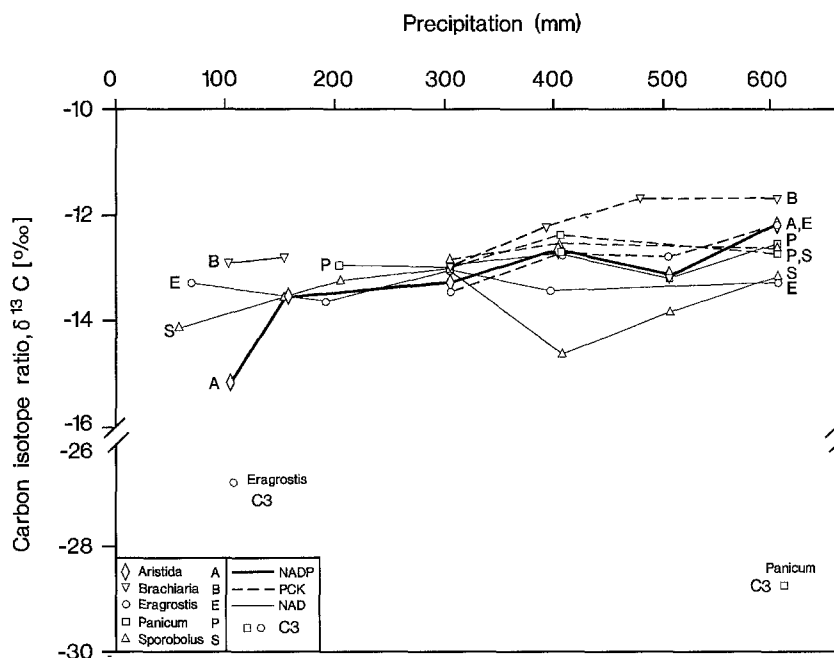 Precipitation (mm)
0 100 200 300 400 500 600
Carbon isotope ratio, δ¹³C [‰]
-10
-12
-14
-16
-26
-28
-30
B
B
A,E
P
P,S
S
E
P
E
S
A
Eragrostis
C3
Panicum
C3
Aristida A
Brachiaria B
Eragrostis E
Panicum P
Sporobolus S
NADP
PCK
NAD
C3